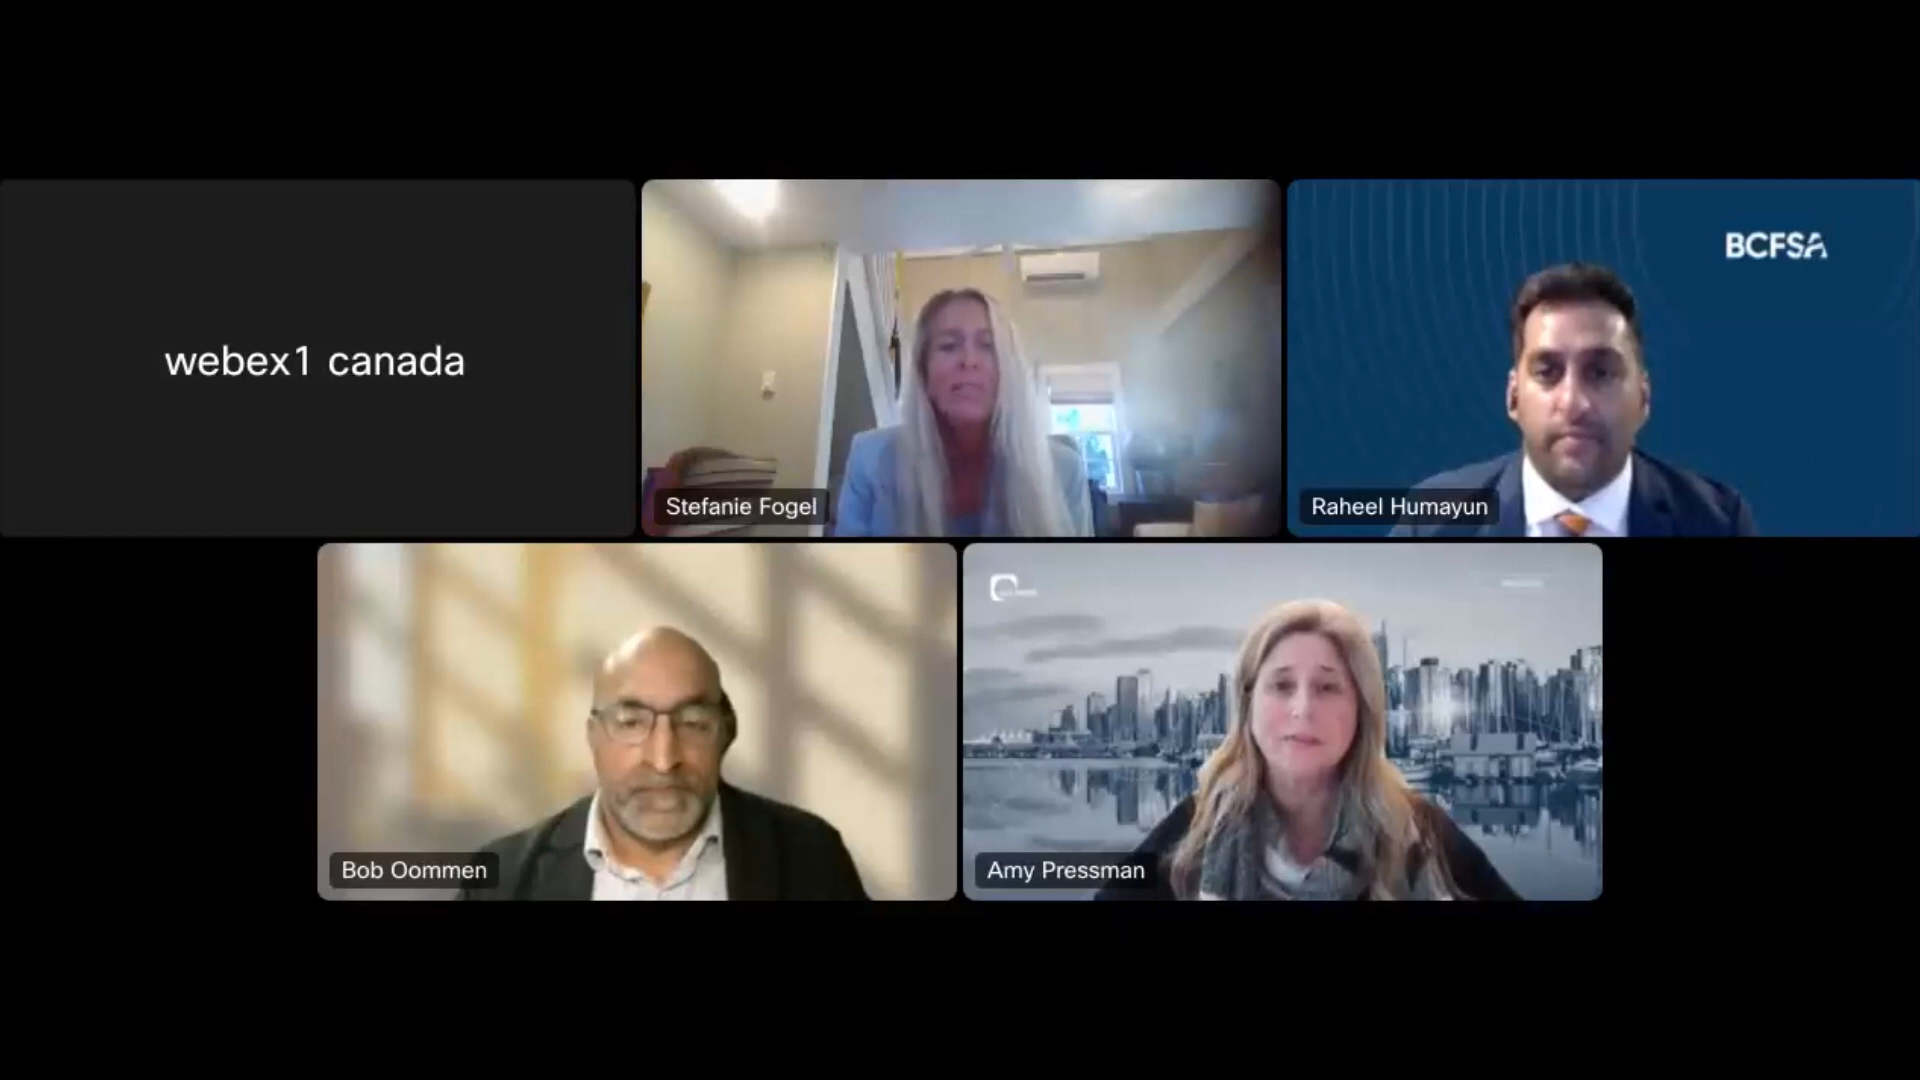 webex1 canada
Stefanie Fogel
BCFSA
Raheel Humayun
Bob Oommen
Amy Pressman